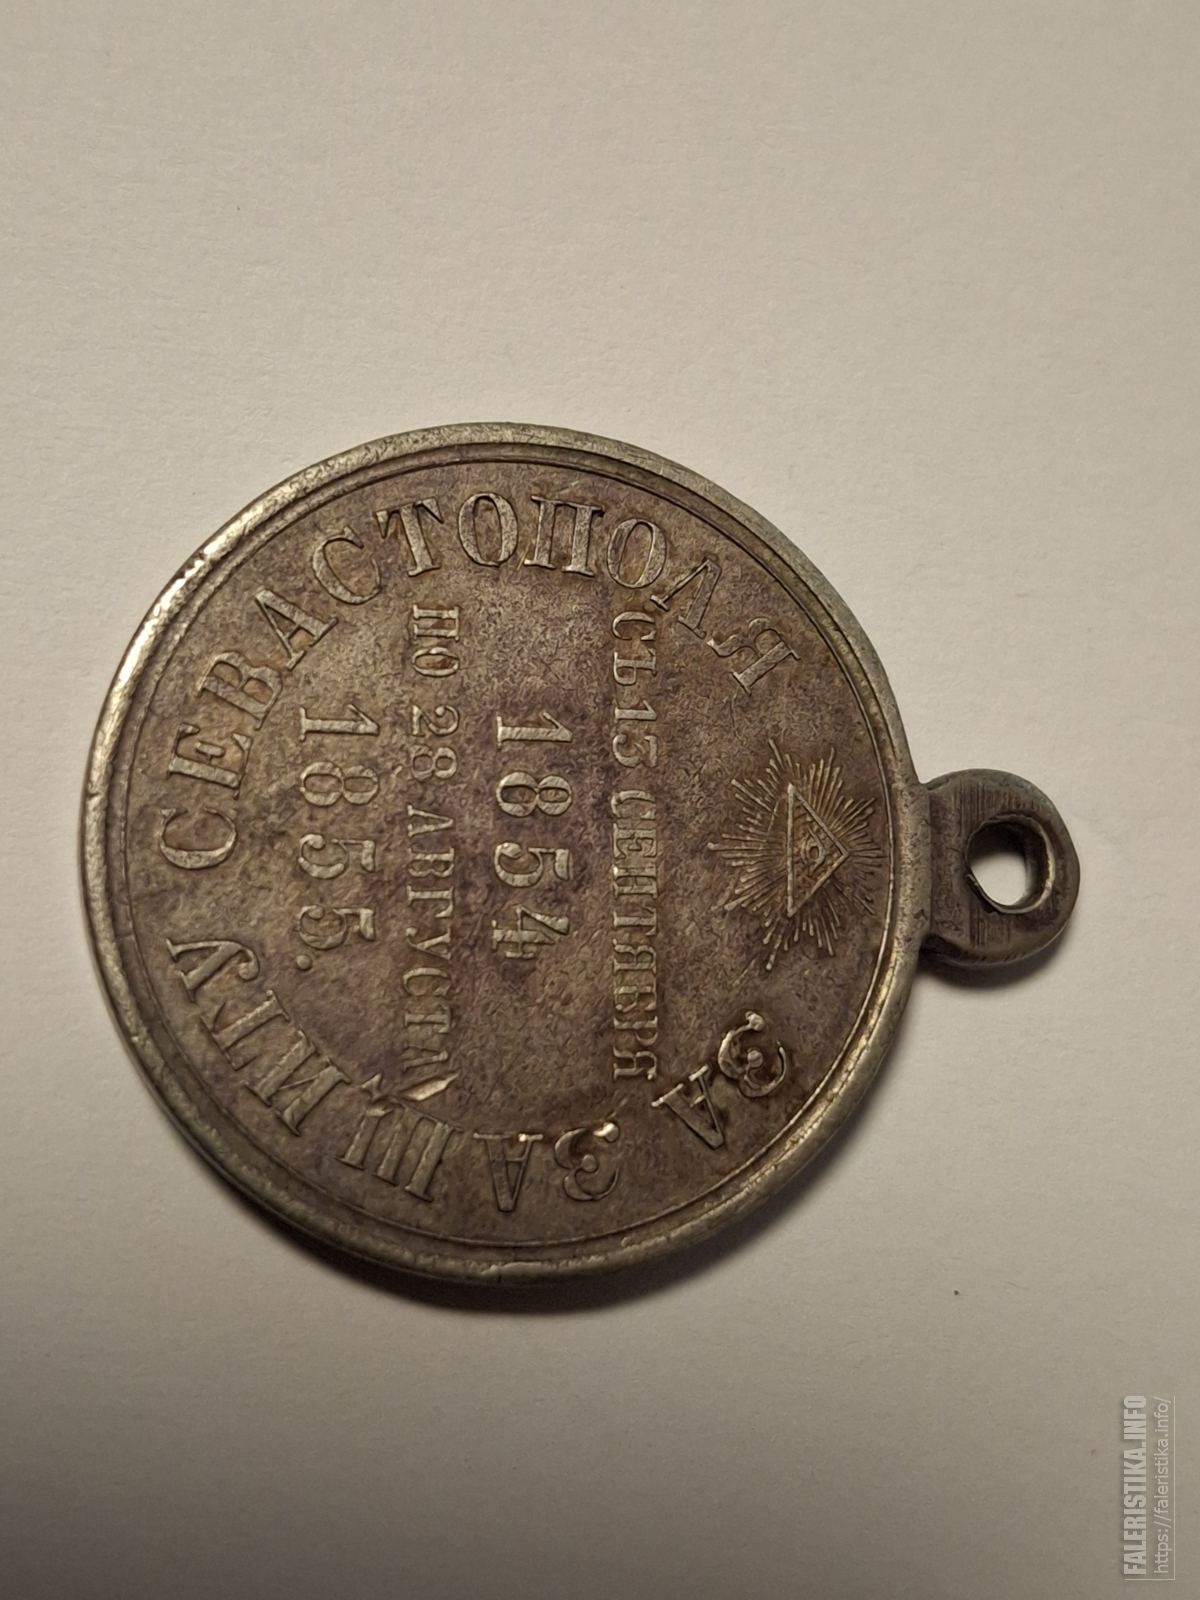 ЗА ЗАЩИТУ СЕВАСТОПОЛЯ
СЪ 13 СЕНТЯБРЯ
1854
ПО 28 АВГУСТА
1855.
FALERISTIKA.INFO
https://faleristika.info/